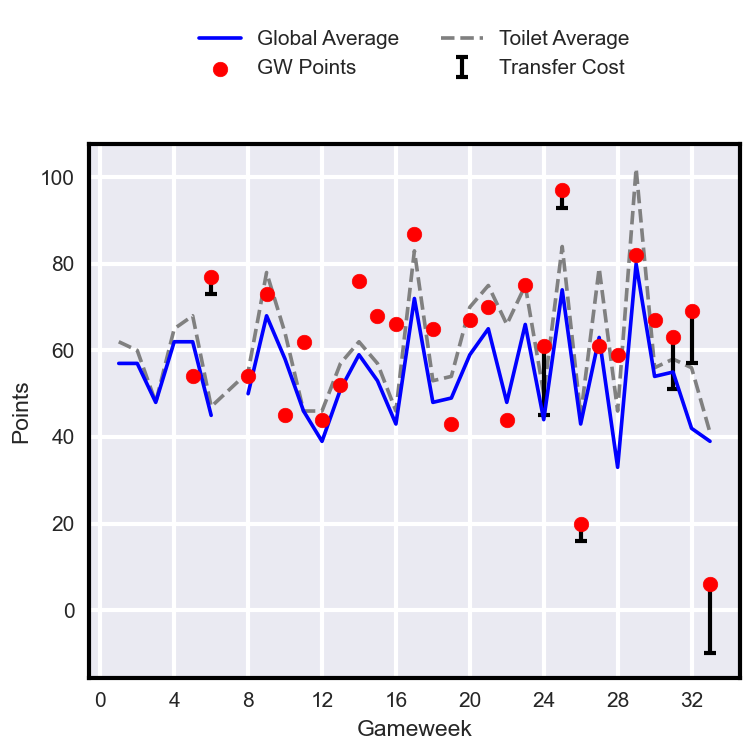 Global Average
Toilet Average
GW Points
Transfer Cost
100
80
60
40
20
0
Points
0 4 8 12 16 20 24 28 32
Gameweek